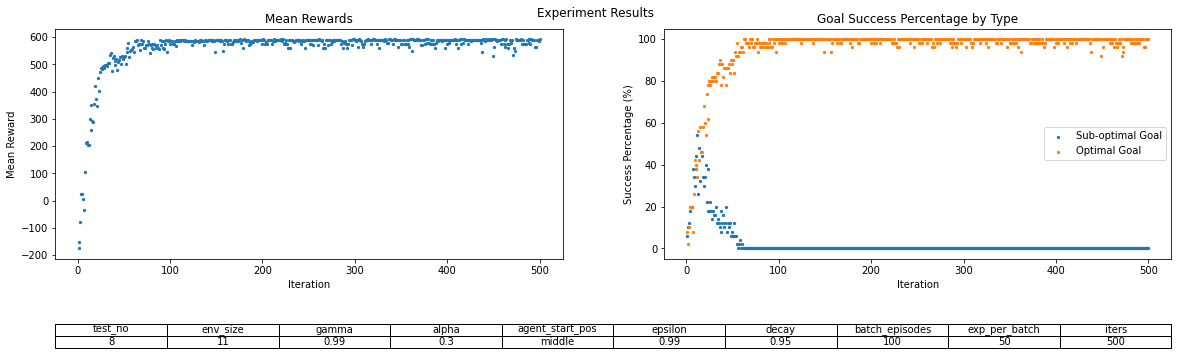 Experiment Results
Mean Rewards
Mean Reward
600
500
400
300
200
100
0
−100
−200
0 100 200 300 400 500
Iteration
Goal Success Percentage by Type
Success Percentage (%)
100
80
60
40
20
0
Sub-optimal Goal
Optimal Goal
0 100 200 300 400 500
Iteration
test_no env_size gamma alpha agent_start_pos epsilon decay batch_episodes exp_per_batch iters
8 11 0.99 0.3 middle 0.99 0.95 100 50 500